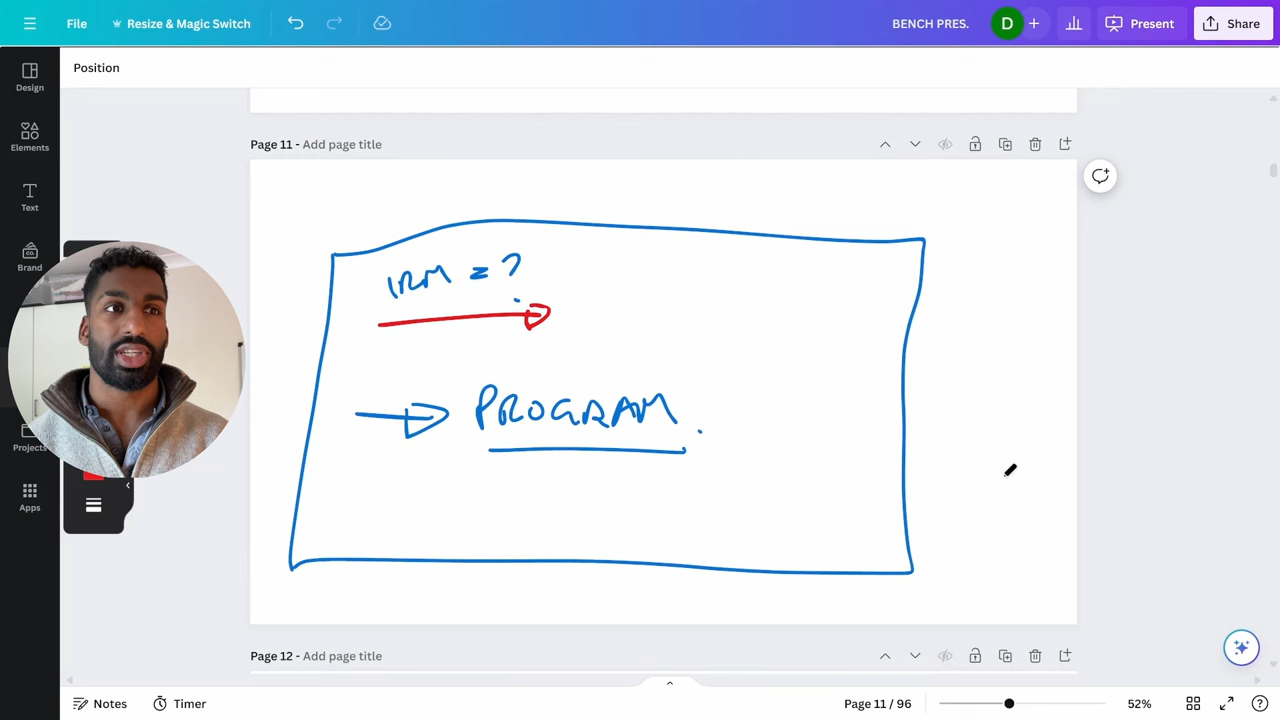 File
Resize & Magic Switch
BENCH PRES.
D
Present
Share
Position
Design
Elements
Text
Brand
Projects
Apps
Page 11 - Add page title
1RM = ?
PROGRAM.
Page 12 - Add page title
Notes
Timer
Page 11 / 96
52%